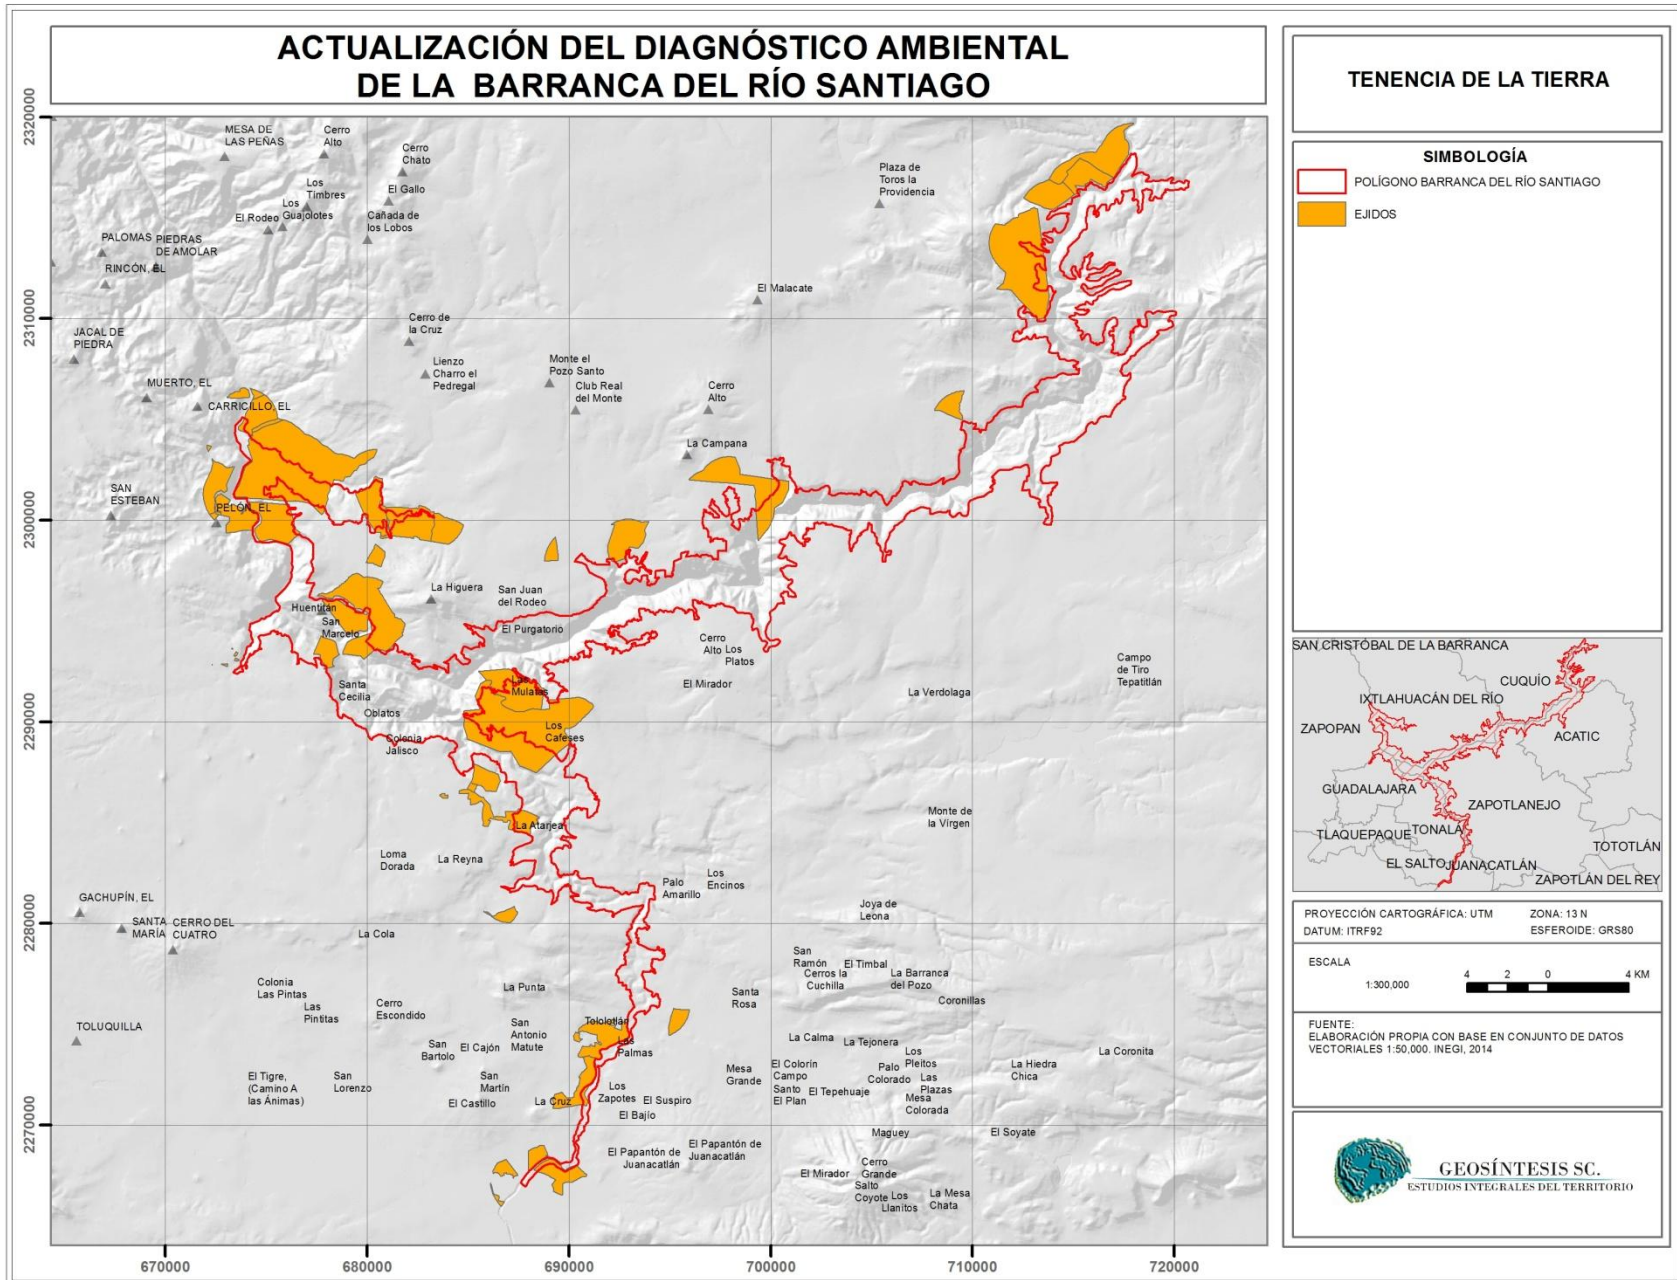 ACTUALIZACIÓN DEL DIAGNÓSTICO AMBIENTAL
DE LA BARRANCA DEL RÍO SANTIAGO
TENENCIA DE LA TIERRA
SIMBOLOGÍA
POLÍGONO BARRANCA DEL RÍO SANTIAGO
EJIDOS
2320000
2310000
2300000
2290000
2280000
2270000
MESA DE
LAS PEÑAS
Cerro
Alto
Cerro
Chato
Los
Timbres
El Gallo
Los
Guajolotes
El Rodeo
Cañada de
los Lobos
PALOMAS
PIEDRAS
DE AMOLAR
RINCÓN, EL
Plaza de
Toros la
Providencia
El Malacate
JACAL DE
PIEDRA
Cerro de
la Cruz
Lienzo
Charro el
Pedregal
Monte el
Pozo Santo
Club Real
del Monte
Cerro
Alto
MUERTO, EL
CARRICILLO, EL
La Campana
SAN
ESTEBAN
PELÓN, EL
La Higuera
San Juan
del Rodeo
Huentitán
San
Marcelo
El Purgatorio
Cerro
Alto
Los
Platos
El Mirador
Campo
de Tiro
Tepatitlán
La Verdolaga
Santa
Cecilia
Oblatos
Las
Mulatas
Colonia
Jalisco
Los
Cafeses
Monte de
la Vírgen
La Atarjea
Loma
Dorada
La Reyna
Los
Encinos
Palo
Amarillo
Joya de
Leona
GACHUPÍN, EL
SANTA
MARÍA
CERRO DEL
CUATRO
La Cola
San
Ramón
El Timbal
Cerros la
Cuchilla
La Barranca
del Pozo
Coronillas
Colonia
Las Pintas
Las
Pintitas
Cerro
Escondido
La Punta
Santa
Rosa
TOLUQUILLA
San
Antonio
Matute
Tololotlán
Las
Palmas
San
Bartolo
El Cajón
La Calma
La Tejonera
Los
Pleitos
La Coronita
El Tigre,
(Camino A
las Ánimas)
San
Lorenzo
San
Martín
El Castillo
La Cruz
Los
Zapotes
El Suspiro
El Bajío
Mesa
Grande
El Colorín
Campo
Santo
El Plan
El Tepehuaje
Palo
Colorado
Las
Plazas
Mesa
Colorada
La Hiedra
Chica
Maguey
El Soyate
El Papantón de
Juanacatlán
El Papantón de
Juanacatlán
El Mirador
Cerro
Grande
Salto
Coyote
Los
Llanitos
La Mesa
Chata
670000
680000
690000
700000
710000
720000
SAN CRISTÓBAL DE LA BARRANCA
CUQUÍO
IXTLAHUACÁN DEL RÍO
ZAPOPAN
ACATIC
GUADALAJARA
ZAPOTLANEJO
TLAQUEPAQUE
TONALÁ
TOTOTLÁN
EL SALTO
JUANACATLÁN
ZAPOTLÁN DEL REY
PROYECCIÓN CARTOGRÁFICA: UTM ZONA: 13 N
DATUM: ITRF92 ESFEROIDE: GRS80
ESCALA
1:300,000
4 2 0 4 KM
FUENTE:
ELABORACIÓN PROPIA CON BASE EN CONJUNTO DE DATOS
VECTORIALES 1:50,000. INEGI, 2014
GEOSÍNTESIS SC.
ESTUDIOS INTEGRALES DEL TERRITORIO